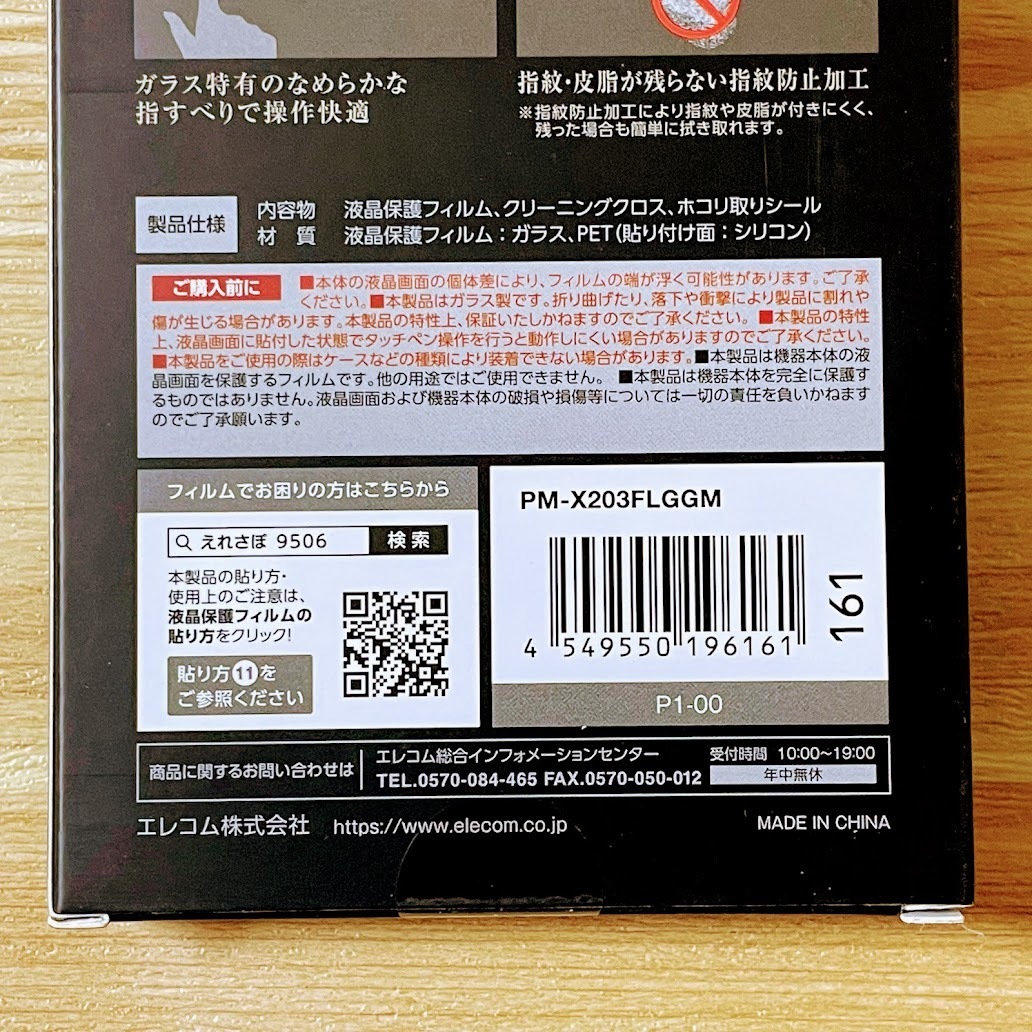 ガラス特有のなめらかな
指すべりで操作快適
指紋・皮脂が残らない指紋防止加工
※指紋防止加工により指紋や皮脂が付きにくく、
残った場合も簡単に拭き取れます。
製品仕様
内容物 液晶保護フィルム、クリーニングクロス、ホコリ取りシール
材 質 液晶保護フィルム：ガラス、PET(貼り付け面：シリコン)
ご購入前に ■本体の液晶画面の個体差により、フィルムの端が浮く可能性があります。ご了承
ください。■本製品はガラス製です。折り曲げたり、落下や衝撃により製品に割れや
傷が生じる場合があります。本製品の特性上、保証いたしかねますのでご了承ください。 ■本製品の特性
上、液晶画面に貼付した状態でタッチペン操作を行うと動作しにくい場合がありますのでご了承ください。
■本製品をご使用の際はケースなどの種類により装着できない場合があります。■本製品は機器本体の液
晶画面を保護するフィルムです。他の用途ではご使用できません。 ■本製品は機器本体を完全に保護す
るものではありません。液晶画面および機器本体の破損や損傷等については一切の責任を負いかねます
のでご了承願います。
フィルムでお困りの方はこちらから
えれさぽ 9506 検索
本製品の貼り方・
使用上のご注意は、
液晶保護フィルムの
貼り方をクリック!
貼り方⑪を
ご参照ください
PM-X203FLGGM
4 549550 196161
161
P1-00
商品に関するお問い合わせは
エレコム総合インフォメーションセンター
TEL.0570-084-465 FAX.0570-050-012
受付時間 10:00~19:00
年中無休
エレコム株式会社 https://www.elecom.co.jp
MADE IN CHINA